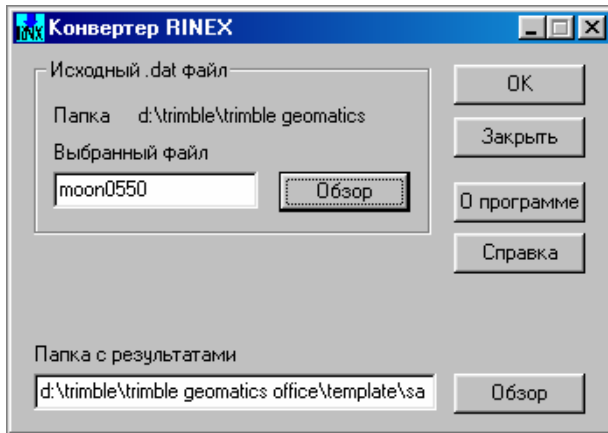 RINX Конвертер RINEX
Исходный .dat файл
Папка d:\trimble\trimble geomatics
Выбранный файл
moon0550
Обзор
OK
Закрыть
О программе
Справка
Папка с результатами
d:\trimble\trimble geomatics office\template\sa
Обзор